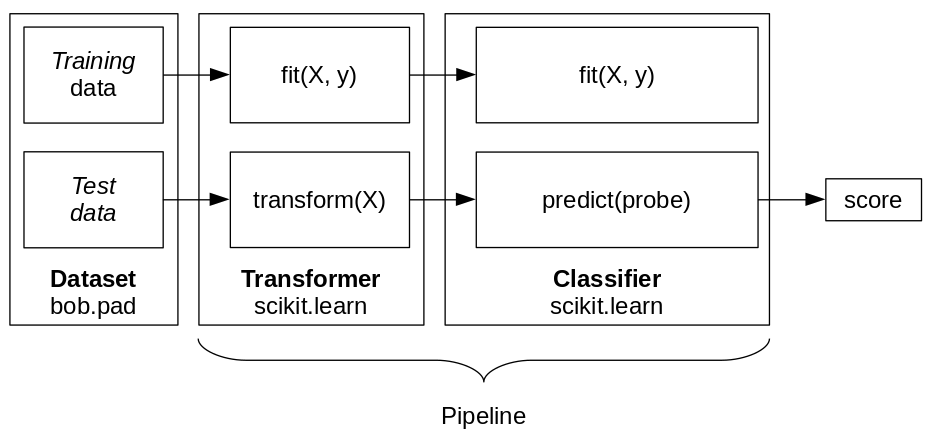 Training
data
fit(X, y)
fit(X, y)
Test
data
transform(X)
predict(probe)
score
Dataset
bob.pad
Transformer
scikit.learn
Classifier
scikit.learn
Pipeline